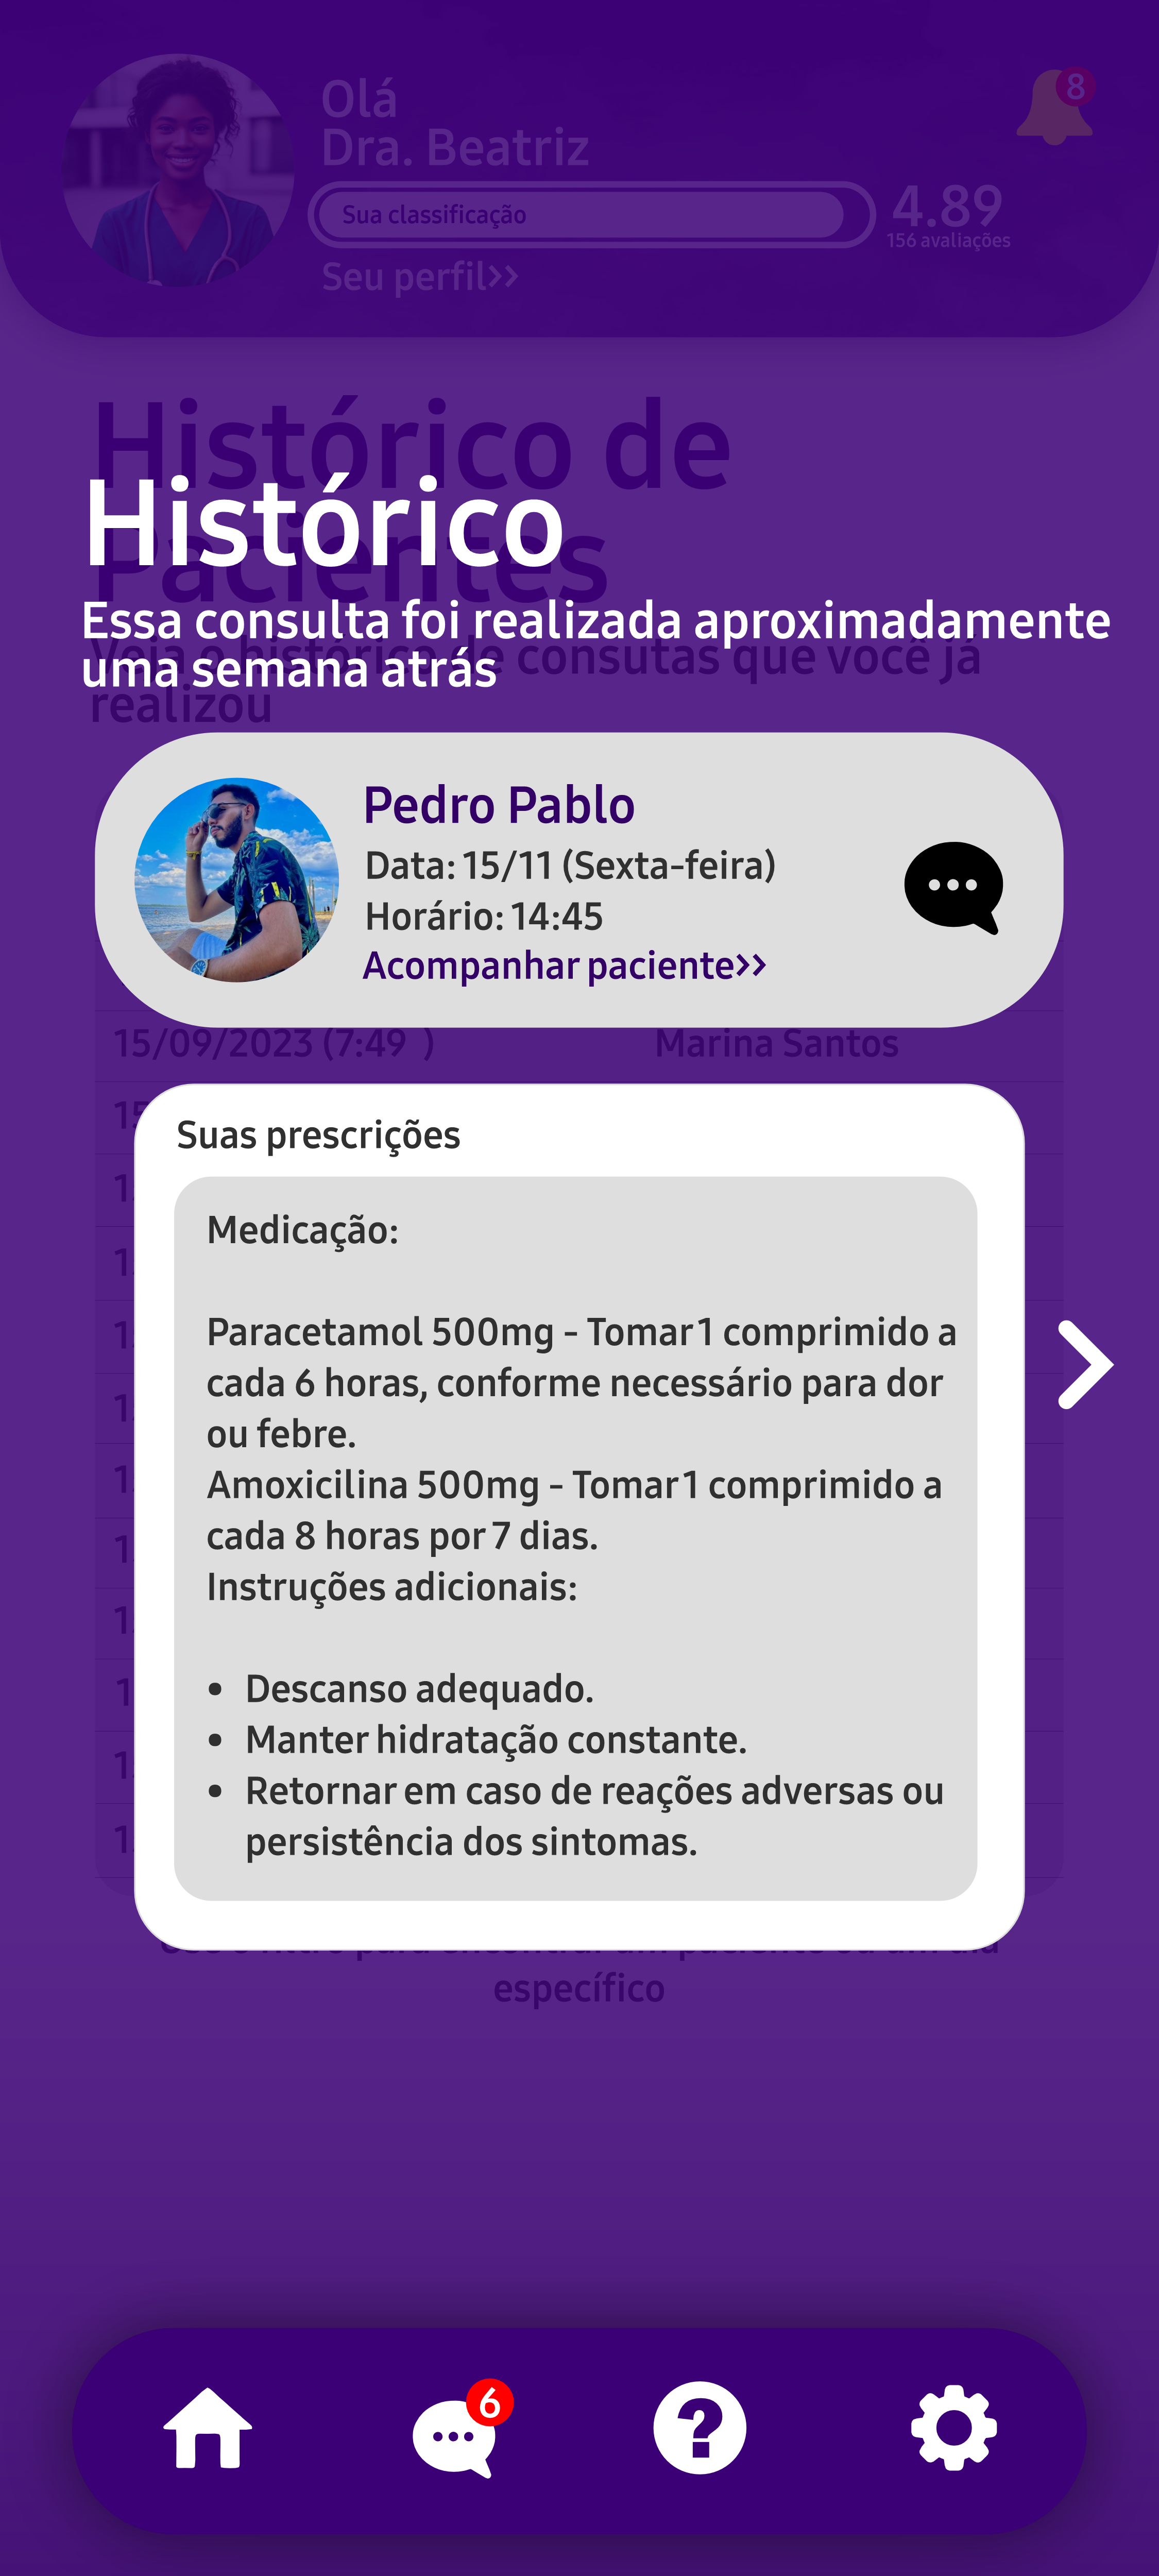 Olá
Dra. Beatriz
8
Sua classificação
4.89
156 avaliações
Seu perfil>>
Histórico de
Pacientes
Histórico
Essa consulta foi realizada aproximadamente
uma semana atrás
Veja o histórico de consutas que você já
realizou
Pedro Pablo
Data: 15/11 (Sexta-feira)
Horário: 14:45
Acompanhar paciente>>
15/09/2023 (7:49 ) Marina Santos
Suas prescrições
Medicação:
Paracetamol 500mg - Tomar 1 comprimido a
cada 6 horas, conforme necessário para dor
ou febre.
Amoxicilina 500mg - Tomar 1 comprimido a
cada 8 horas por 7 dias.
Instruções adicionais:
• Descanso adequado.
• Manter hidratação constante.
• Retornar em caso de reações adversas ou
persistência dos sintomas.
específico
6